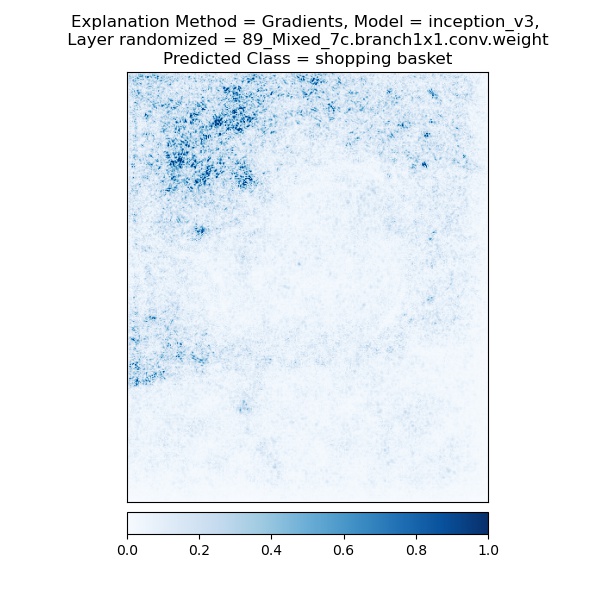 Explanation Method = Gradients, Model = inception_v3,
Layer randomized = 89_Mixed_7c.branch1x1.conv.weight
Predicted Class = shopping basket
0.0 0.2 0.4 0.6 0.8 1.0